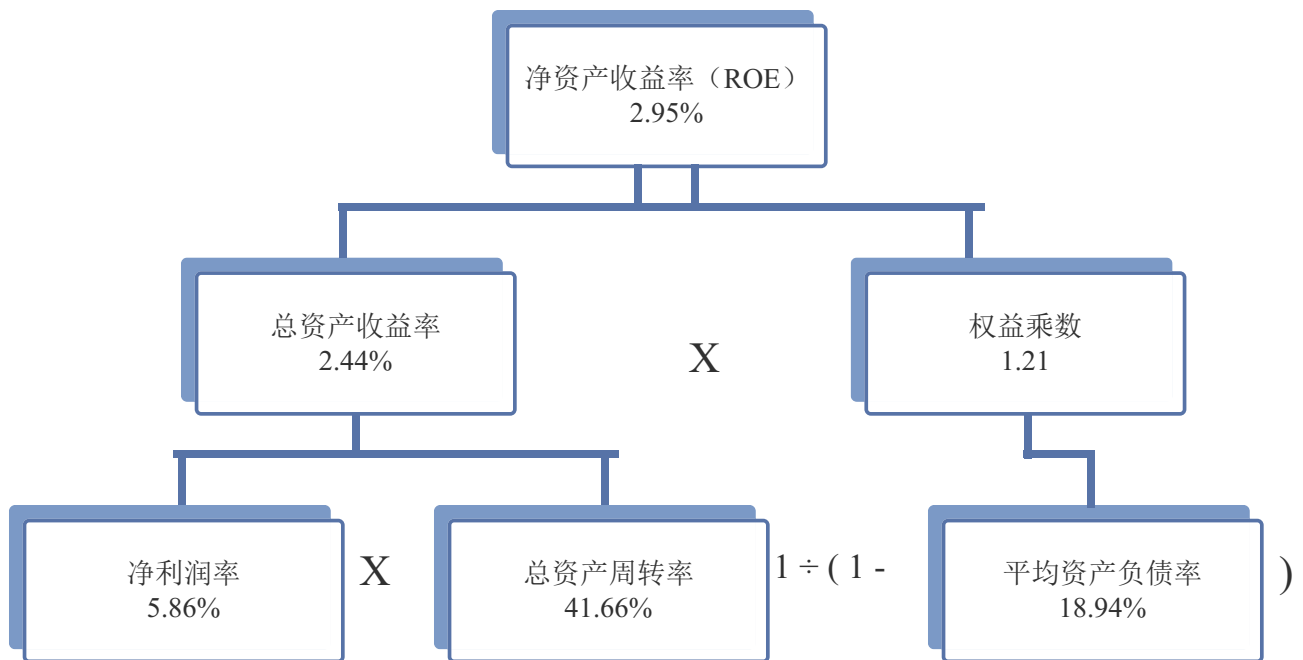 净资产收益率（ROE）
2.95%
总资产收益率
2.44%
X
权益乘数
1.21
净利润率
5.86%
X
总资产周转率
41.66%
1 ÷ ( 1 -
平均资产负债率
18.94%
)